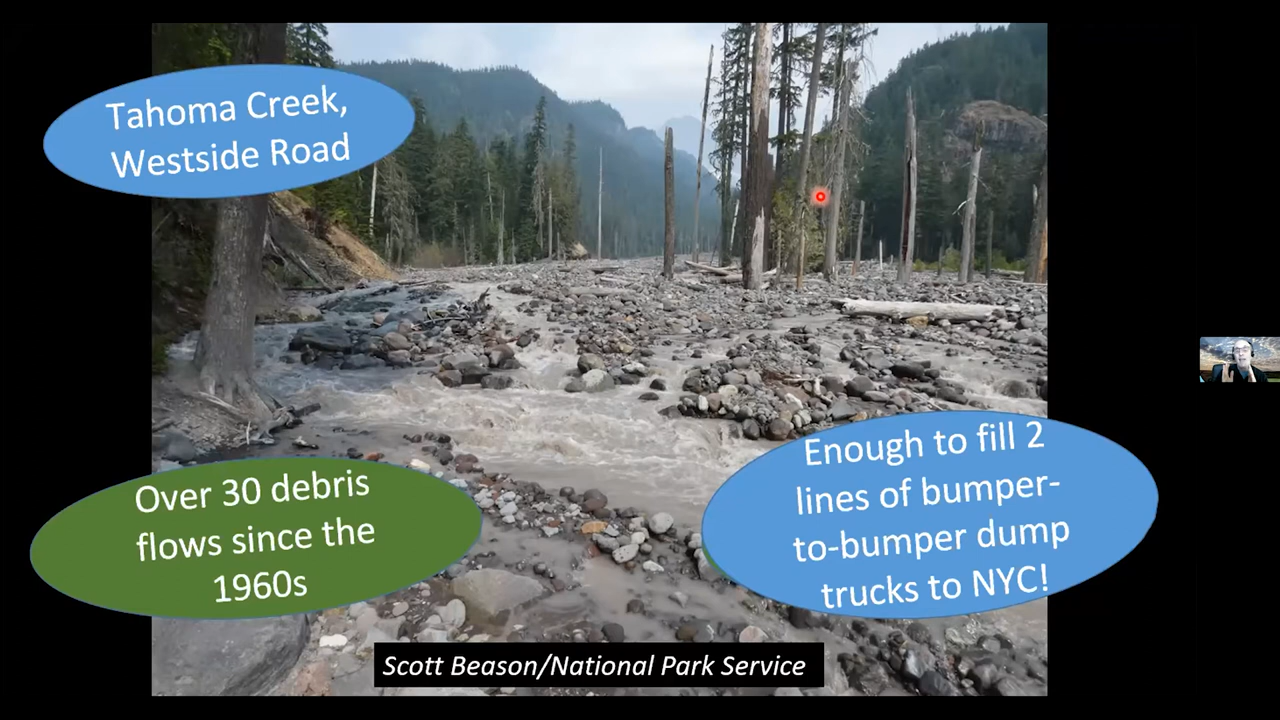 Tahoma Creek,
Westside Road
Over 30 debris
flows since the
1960s
Enough to fill 2
lines of bumper-
to-bumper dump
trucks to NYC!
Scott Beason/National Park Service